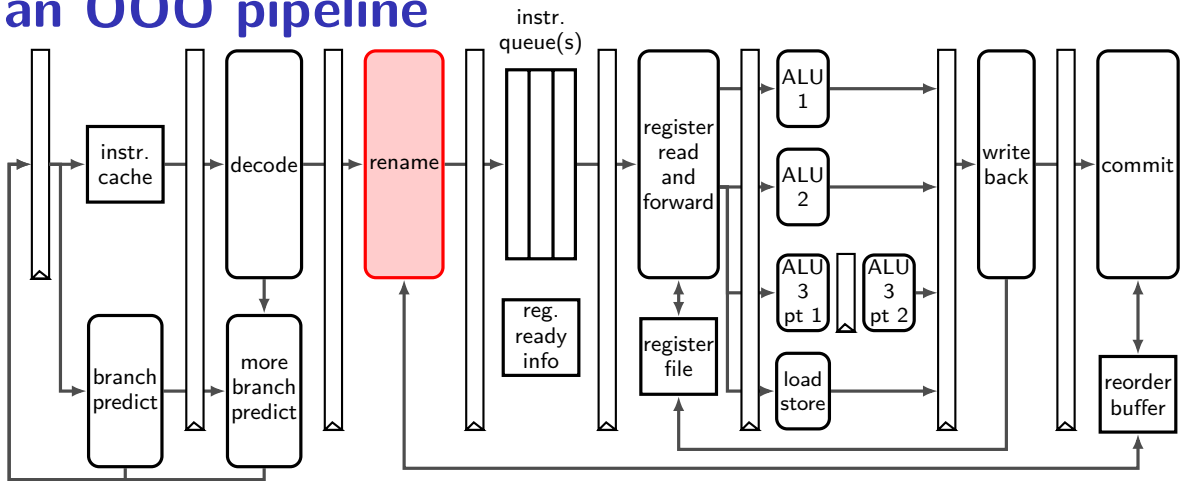 an OOO pipeline
instr.
queue(s)
instr.
cache
decode
rename
register
read
and
forward
ALU
1
ALU
2
ALU
3
pt 1
ALU
3
pt 2
load
store
write
back
commit
branch
predict
more
branch
predict
reg.
ready
info
register
file
reorder
buffer